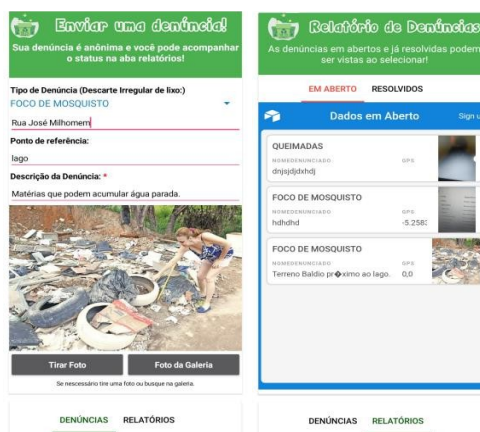 Enviar uma denúncia!
Sua denúncia é anônima e você pode acompanhar
o status na aba relatórios!
Tipo de Denúncia (Descarte Irregular de lixo:)
FOCO DE MOSQUISTO
Rua José Milhomem
Ponto de referência:
lago
Descrição da Denúncia: *
Matérias que podem acumular água parada.
Tirar Foto
Foto da Galeria
Se nescessário tire uma foto ou busque na galeria.
DENÚNCIAS RELATÓRIOS
Relatório de Denúncias
As denúncias em abertos e já resolvidas podem
ser vistas ao selecionar!
EM ABERTO RESOLVIDOS
Dados em Aberto
Sign u
QUEIMADAS
NOMEDENUNCIADO GPS
dnjsjdjdxhdj
FOCO DE MOSQUISTO
NOMEDENUNCIADO GPS
hdhdhd -5.258
FOCO DE MOSQUISTO
NOMEDENUNCIADO GPS
Terreno Baldio pr�ximo ao lago. 0,0
DENÚNCIAS RELATÓRIOS